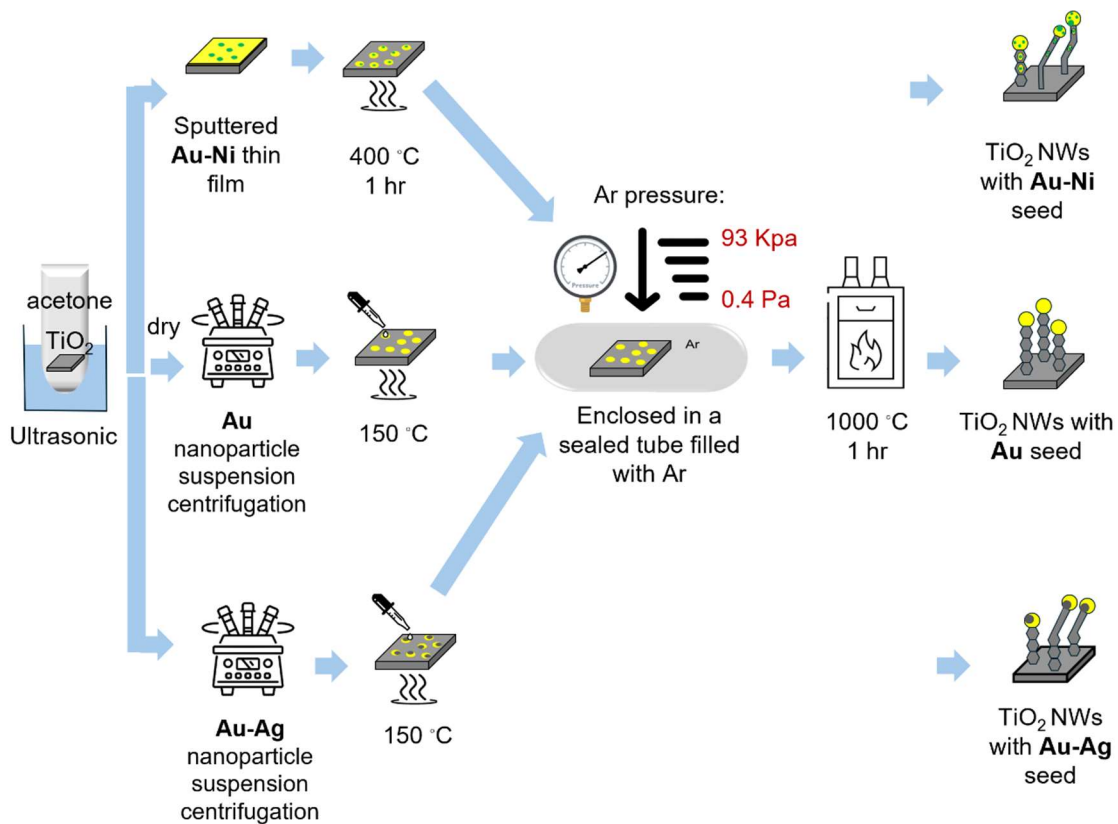 acetone
TiO₂
Ultrasonic
dry
Sputtered
Au-Ni thin
film
400 °C
1 hr
Au
nanoparticle
suspension
centrifugation
150 °C
Au-Ag
nanoparticle
suspension
centrifugation
150 °C
Ar pressure:
93 Kpa
0.4 Pa
Pressure
Ar
Enclosed in a
sealed tube filled
with Ar
1000 °C
1 hr
TiO₂ NWs
with Au-Ni
seed
TiO₂ NWs with
Au seed
TiO₂ NWs
with Au-Ag
seed